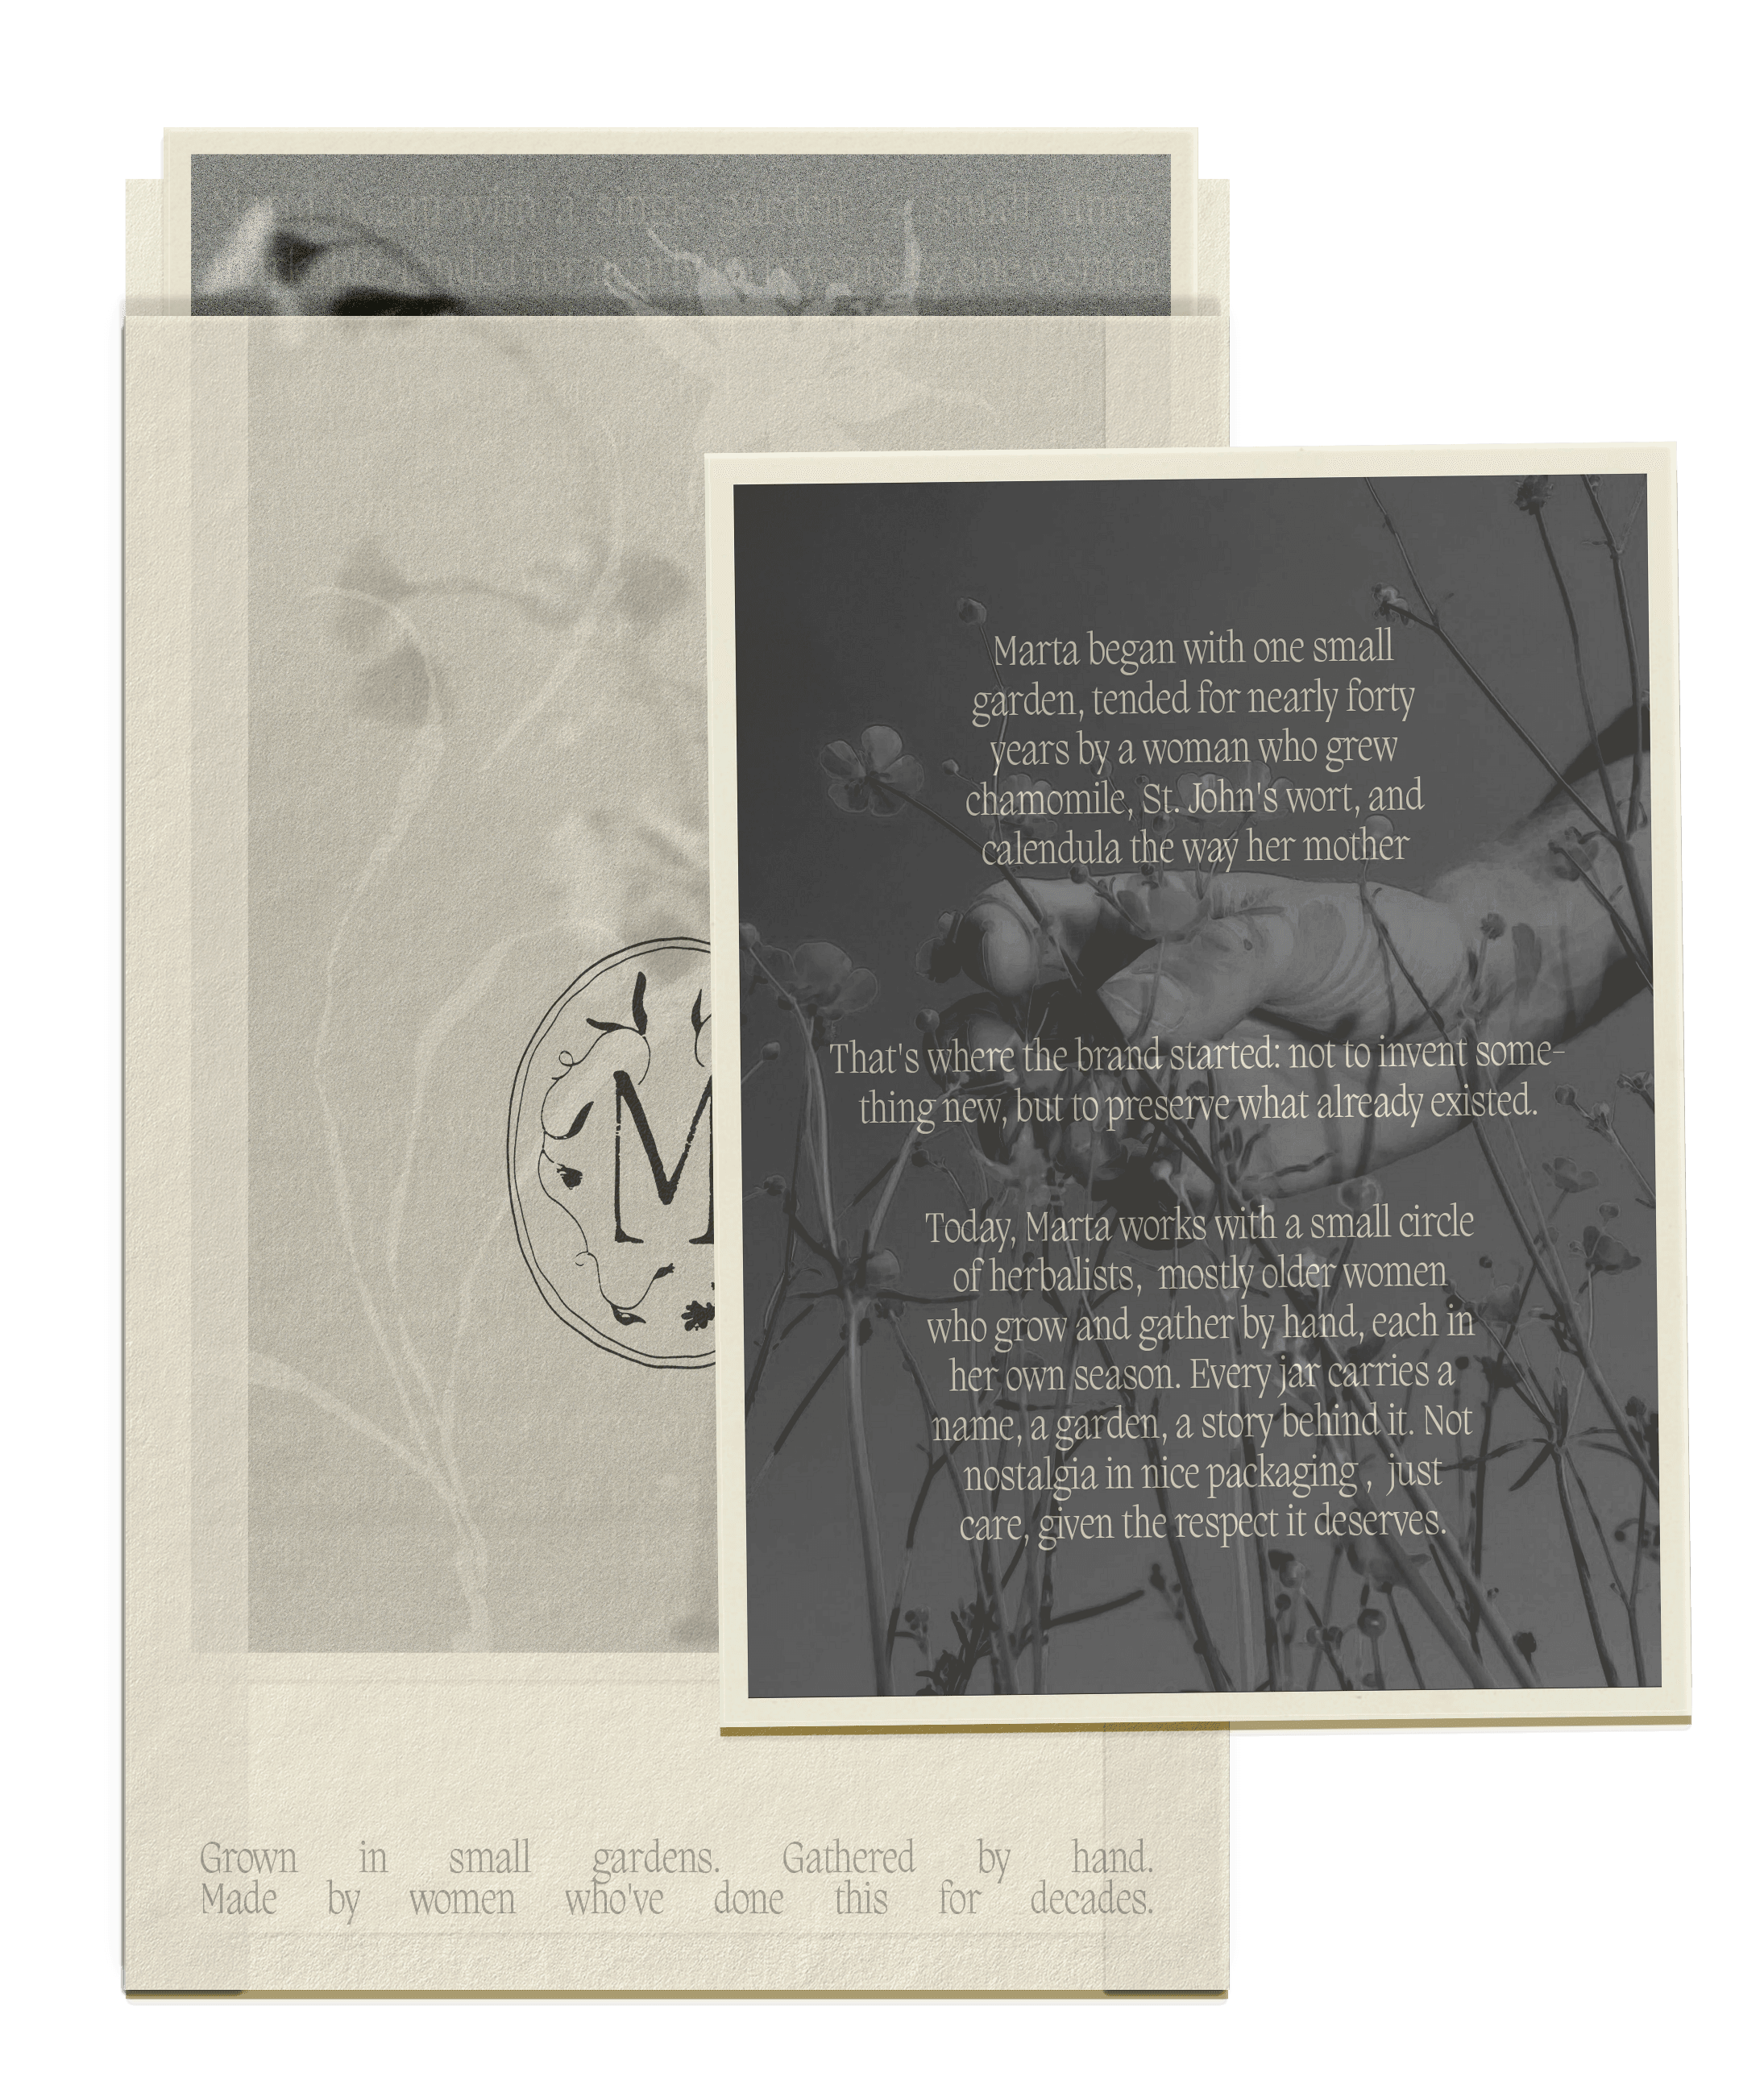 with a small garden
M
Marta began with one small
garden, tended for nearly forty
years by a woman who grew
chamomile, St. John's wort, and
calendula the way her mother
That's where the brand started: not to invent some-
thing new, but to preserve what already existed.
Today, Marta works with a small circle
of herbalists, mostly older women
who grow and gather by hand, each in
her own season. Every jar carries a
name, a garden, a story behind it. Not
nostalgia in nice packaging , just
care, given the respect it deserves.
Grown in small gardens. Gathered by hand.
Made by women who've done this for decades.